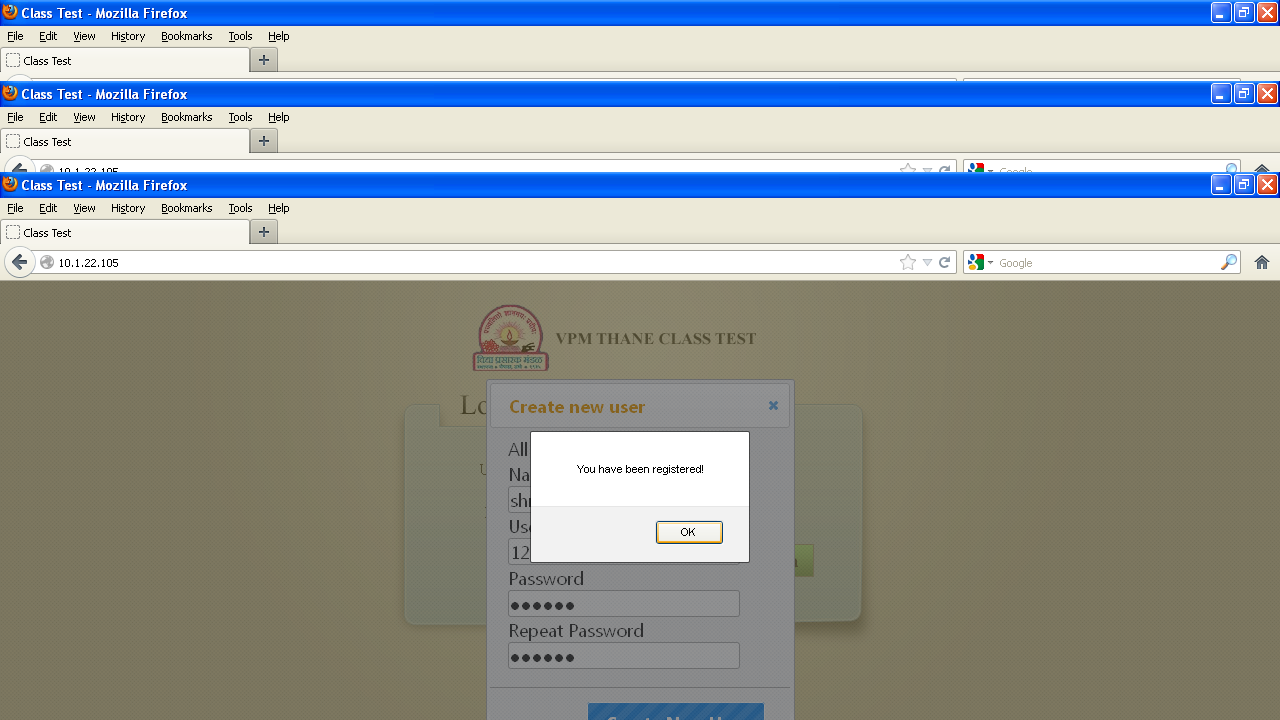 Class Test - Mozilla Firefox
File Edit View History Bookmarks Tools Help
Class Test
Class Test - Mozilla Firefox
File Edit View History Bookmarks Tools Help
Class Test
10.1.22.105 Google
Class Test - Mozilla Firefox
File Edit View History Bookmarks Tools Help
Class Test
10.1.22.105 Google
VPM THANE CLASS TEST
विद्या प्रसारक मंडळ
Lo
Create new user
All
You have been registered!
U
Na
sh
OK
Use
12
Password
Repeat Password